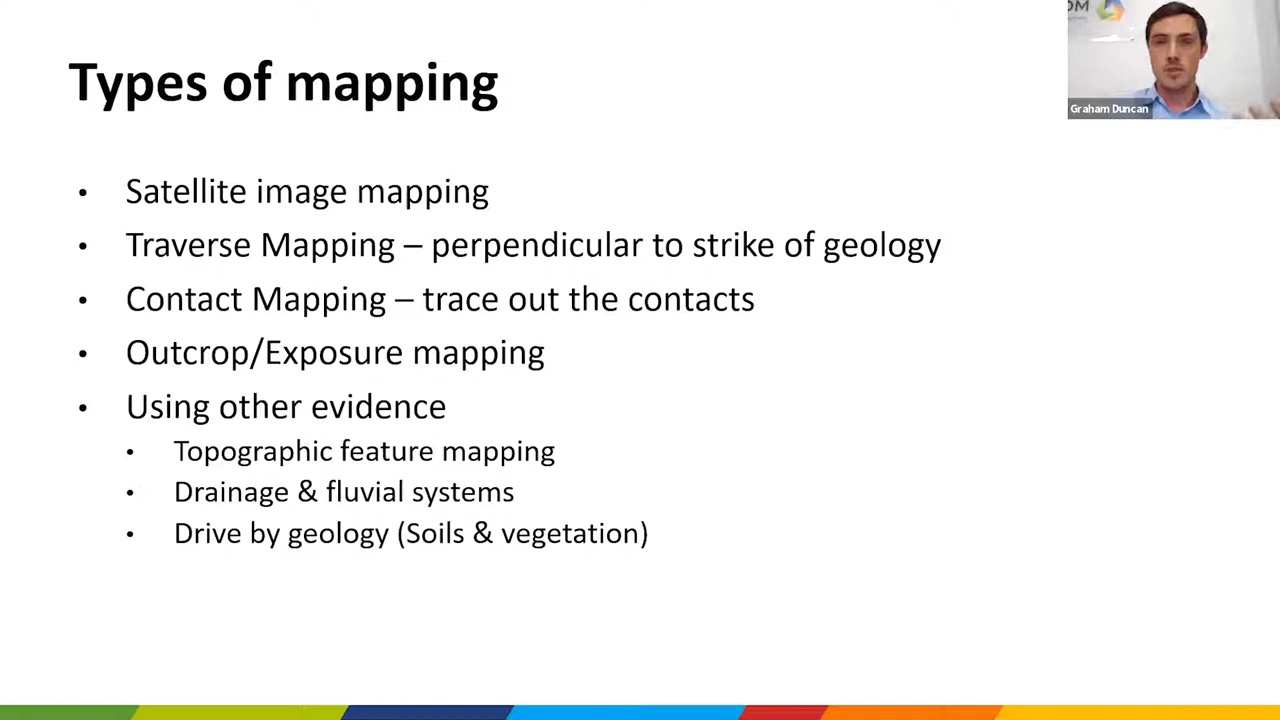 Types of mapping
DM
Graham Duncan
• Satellite image mapping
• Traverse Mapping – perpendicular to strike of geology
• Contact Mapping – trace out the contacts
• Outcrop/Exposure mapping
• Using other evidence
• Topographic feature mapping
• Drainage & fluvial systems
• Drive by geology (Soils & vegetation)